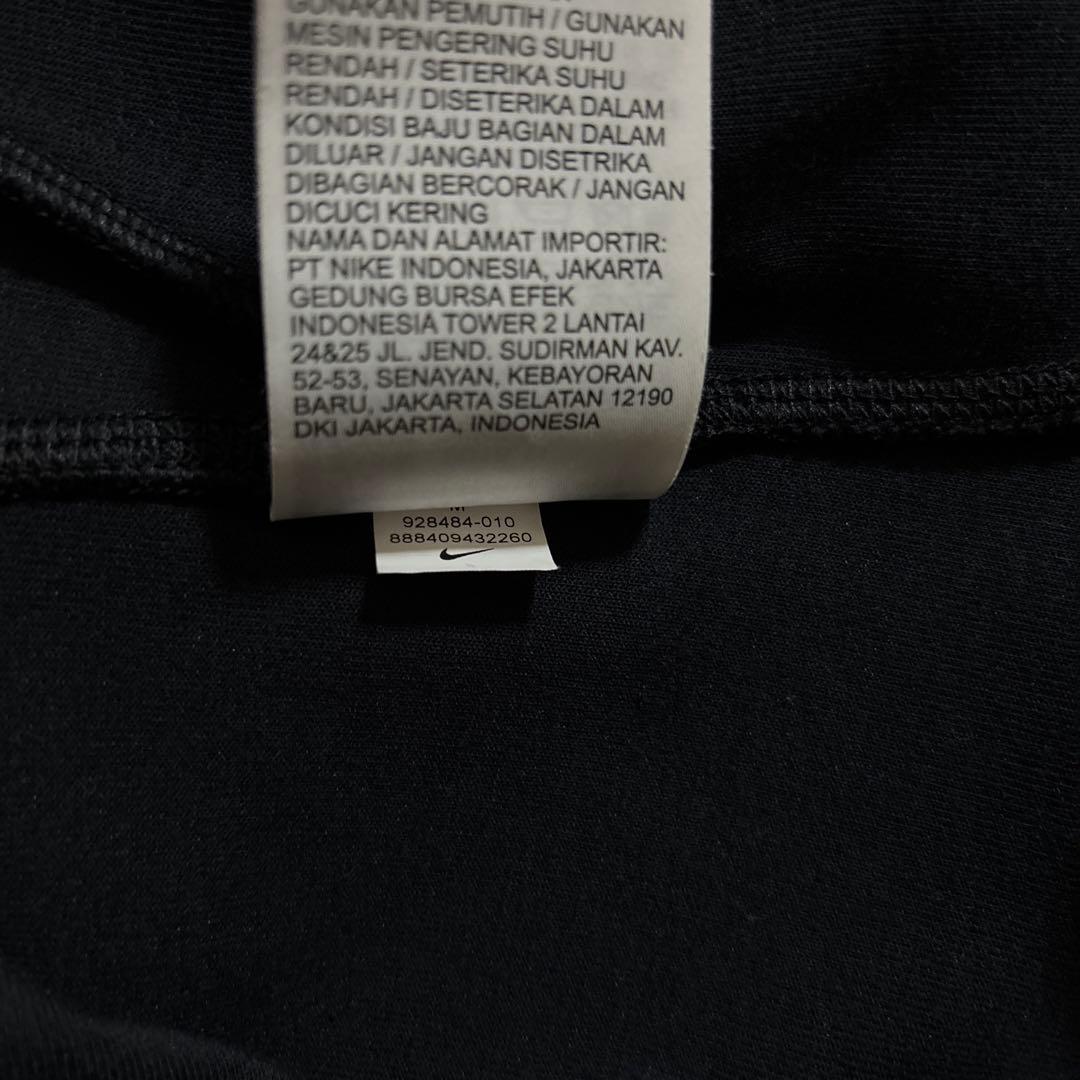 GUNAKAN PEMUTIH / GUNAKAN
MESIN PENGERING SUHU
RENDAH / SETERIKA SUHU
RENDAH / DISETERIKA DALAM
KONDISI BAJU BAGIAN DALAM
DILUAR / JANGAN DISETRIKA
DIBAGIAN BERCORAK / JANGAN
DICUCI KERING
NAMA DAN ALAMAT IMPORTIR:
PT NIKE INDONESIA, JAKARTA
GEDUNG BURSA EFEK
INDONESIA TOWER 2 LANTAI
24&25 JL. JEND. SUDIRMAN KAV.
52-53, SENAYAN, KEBAYORAN
BARU, JAKARTA SELATAN 12190
DKI JAKARTA, INDONESIA
M
928484-010
888409432260